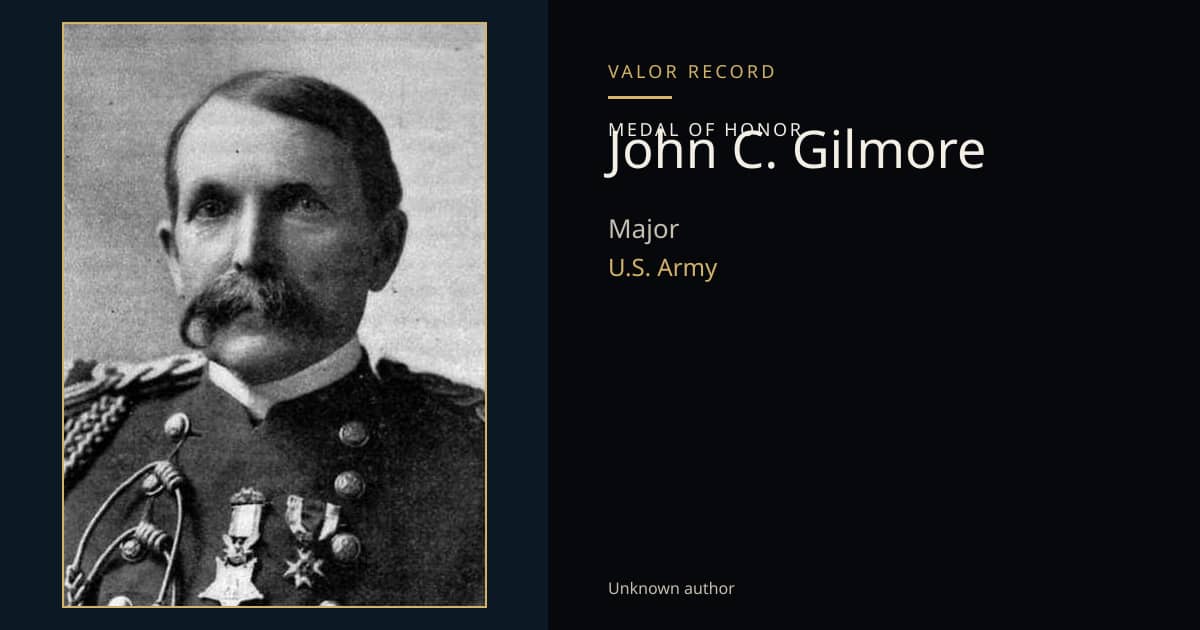 VALOR RECORD
MEDAL OF HONOR
John C. Gilmore
Major
U.S. Army
Unknown author